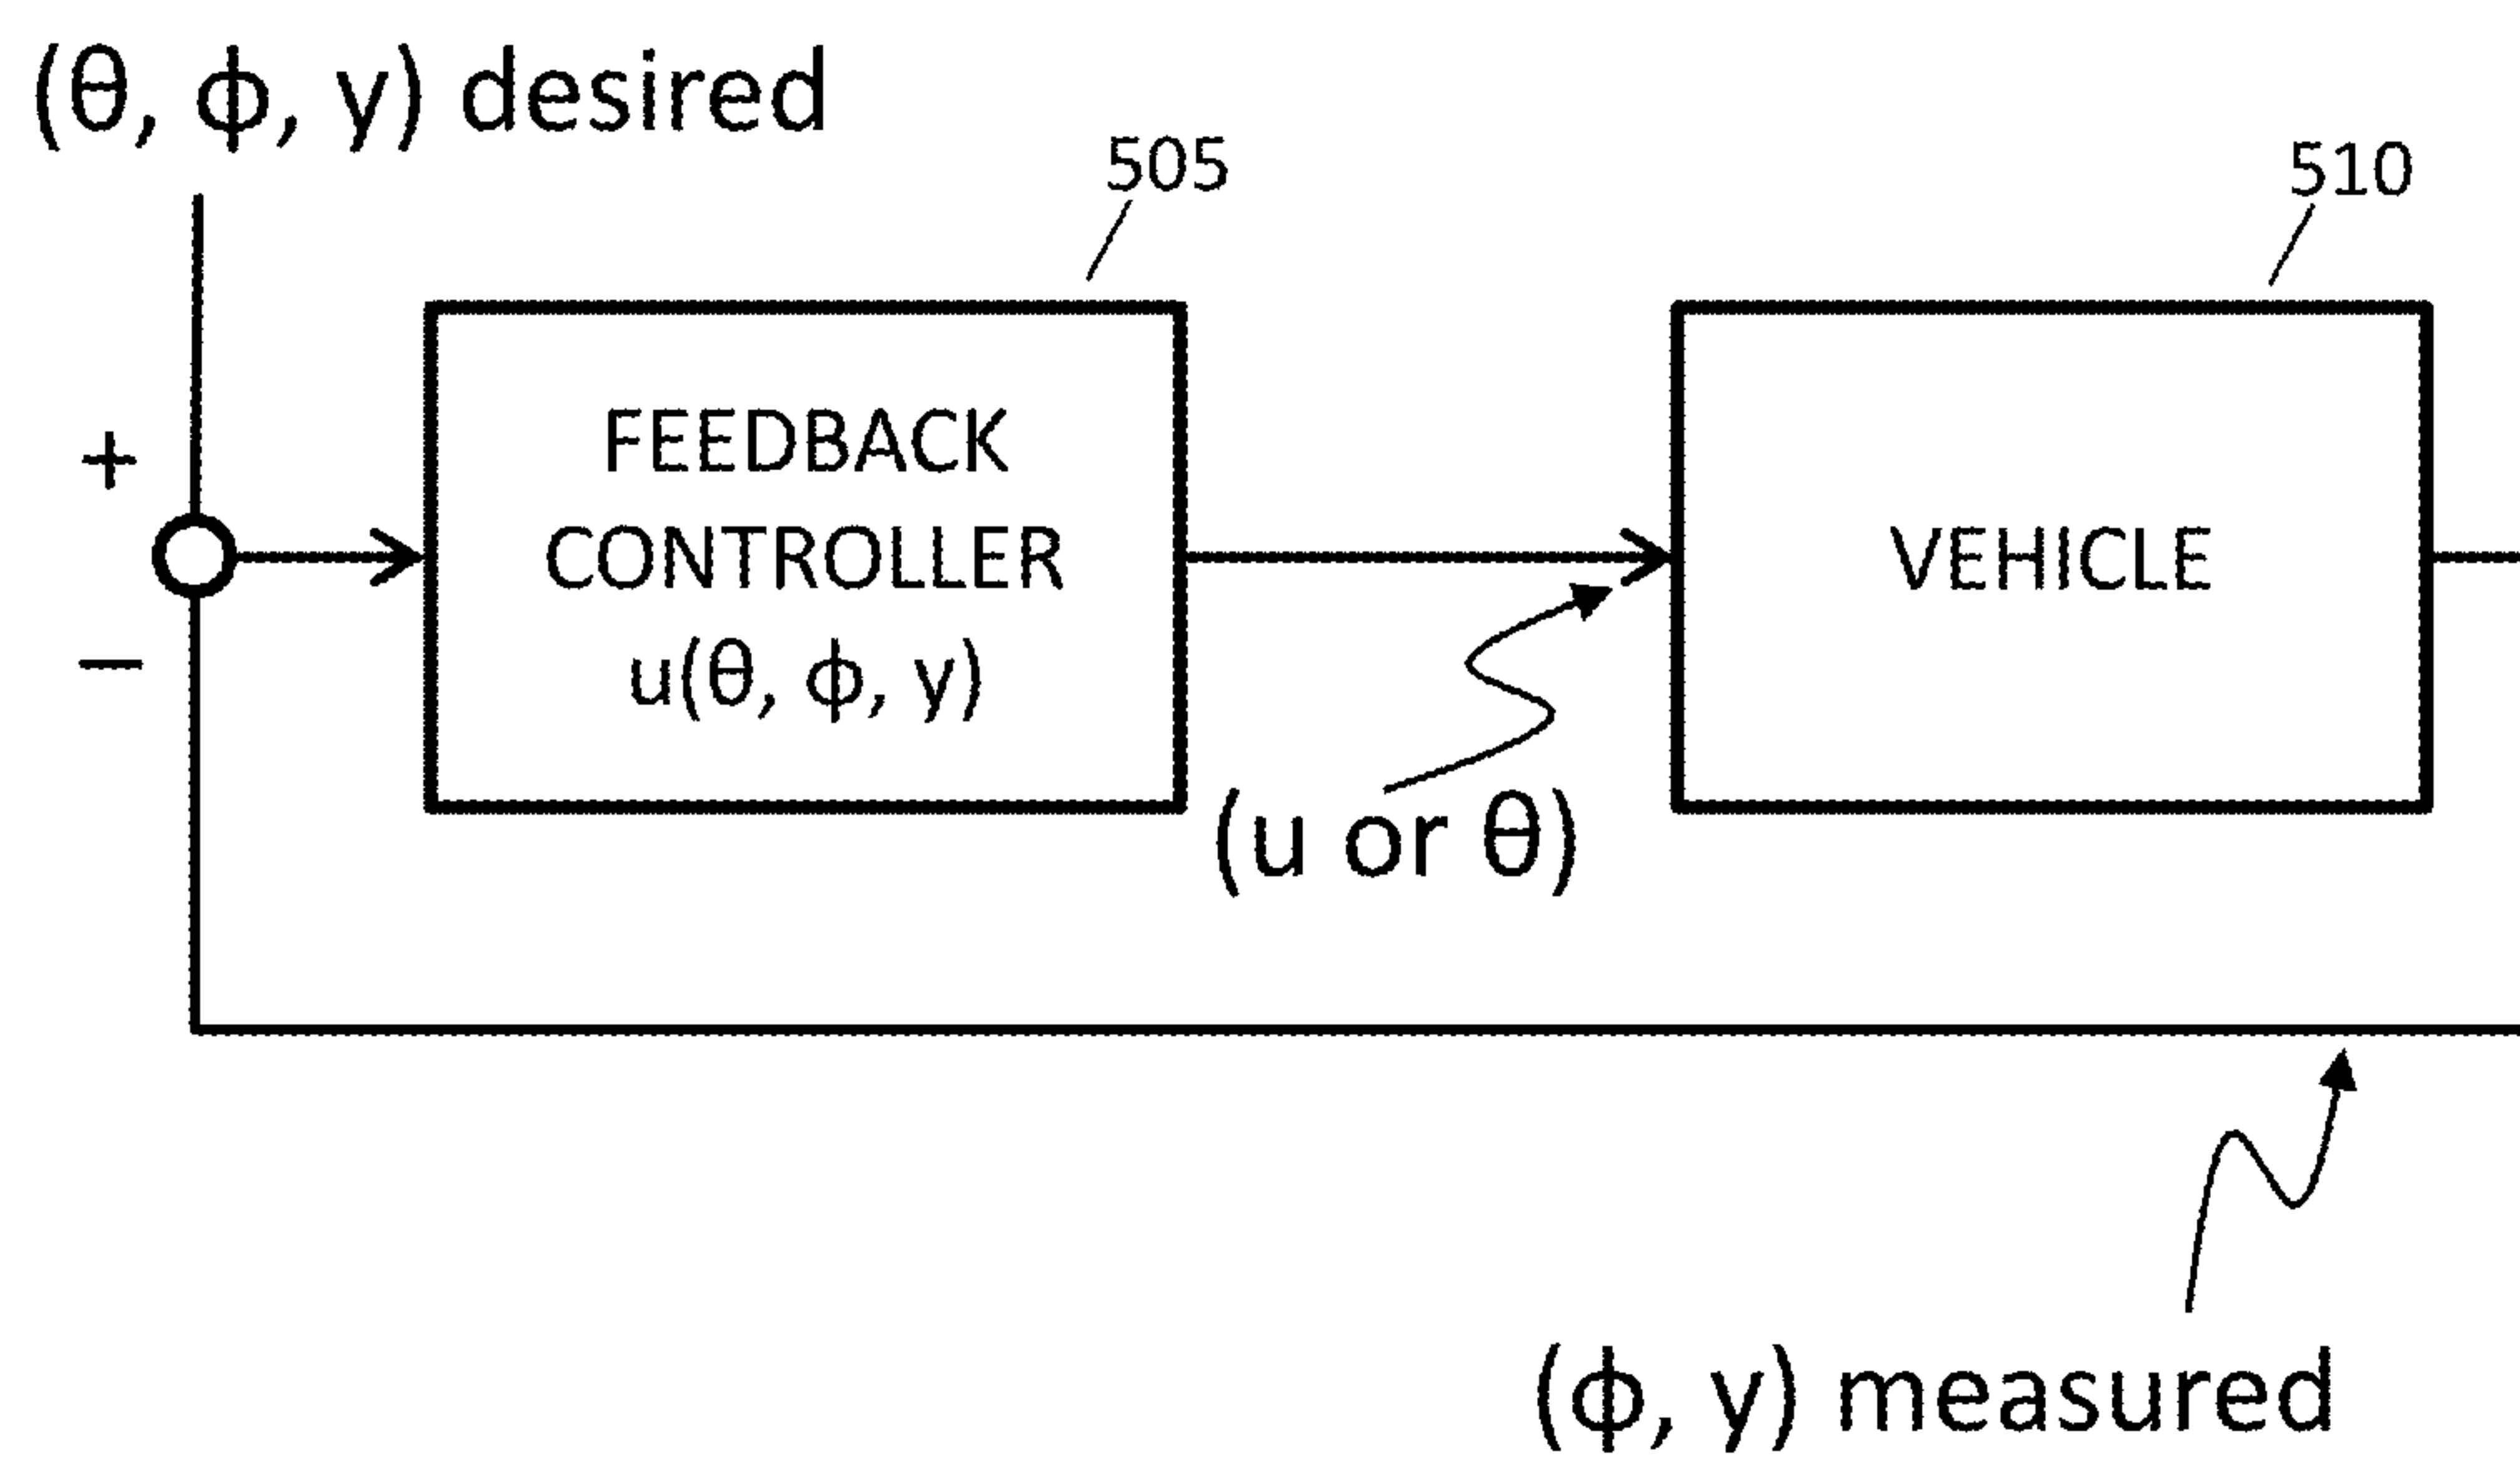 (θ, ϕ, y) desired
505
510
+
FEEDBACK
CONTROLLER
u(θ, ϕ, y)
VEHICLE
−
(u or θ)
(ϕ, y) measured